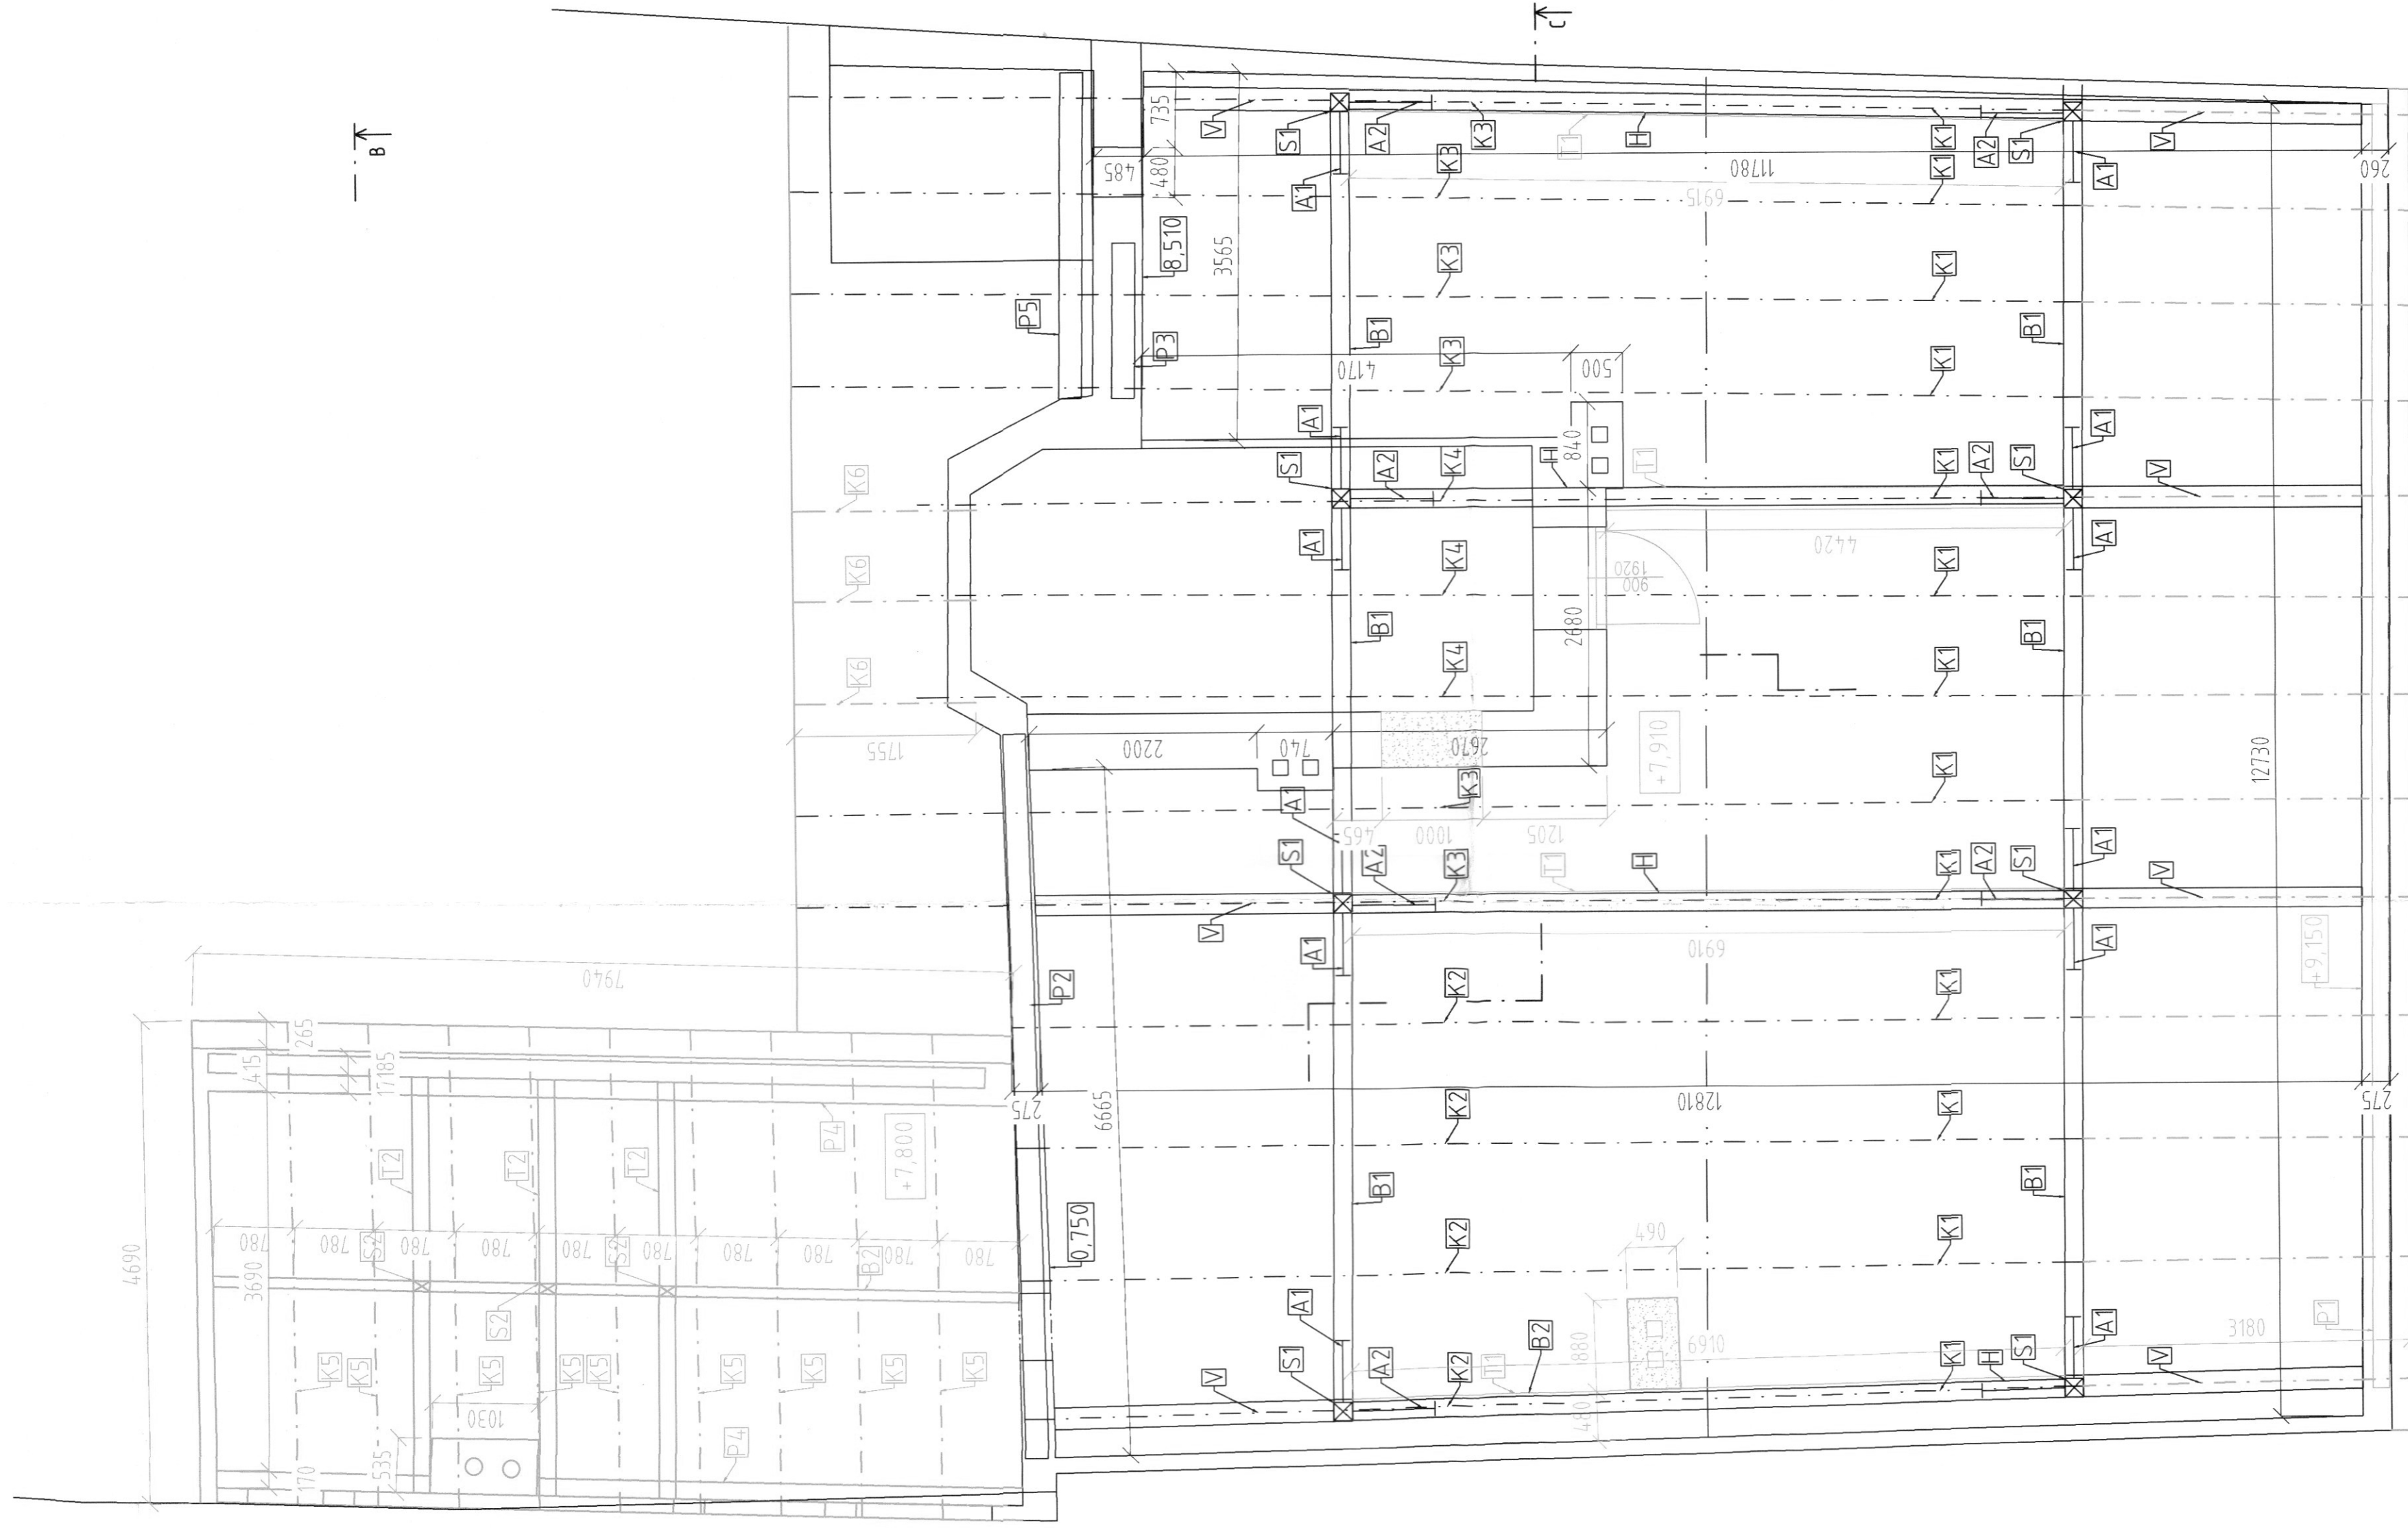 B
C
735
480
485
V
S1
A1
A2
K3
K3
T1
H
11780
6915
K1
K1
A2
S1
A1
V
260
8,510
3565
P5
P3
K3
K3
B1
4170
500
K1
K1
B1
A1
S1
A2
K4
H
840
T1
K1
A2
S1
A1
V
K6
K6
K6
A1
K4
K4
B1
1920
900
2680
4420
K1
K1
A1
B1
1755
2200
740
2670
+7,910
12730
A1
K3
K1
465
1000
1205
S1
A2
K3
T1
H
K1
A2
S1
A1
V
V
A1
K2
6910
K1
A1
+9,150
7940
P2
265
415
17185
275
6665
K2
12810
K1
275
T2
T2
T2
P4
+7,800
B1
B1
4690
780
780
780
780
780
780
780
780
780
780
S2
S2
B2
0,750
K2
K1
460
3690
S2
A1
S1
A2
K2
T1
B2
880
6910
K1
H
S1
A1
3180
P1
V
V
K5
K5
K5
K5
K5
K5
K5
K5
K5
1030
480
170
535
P4